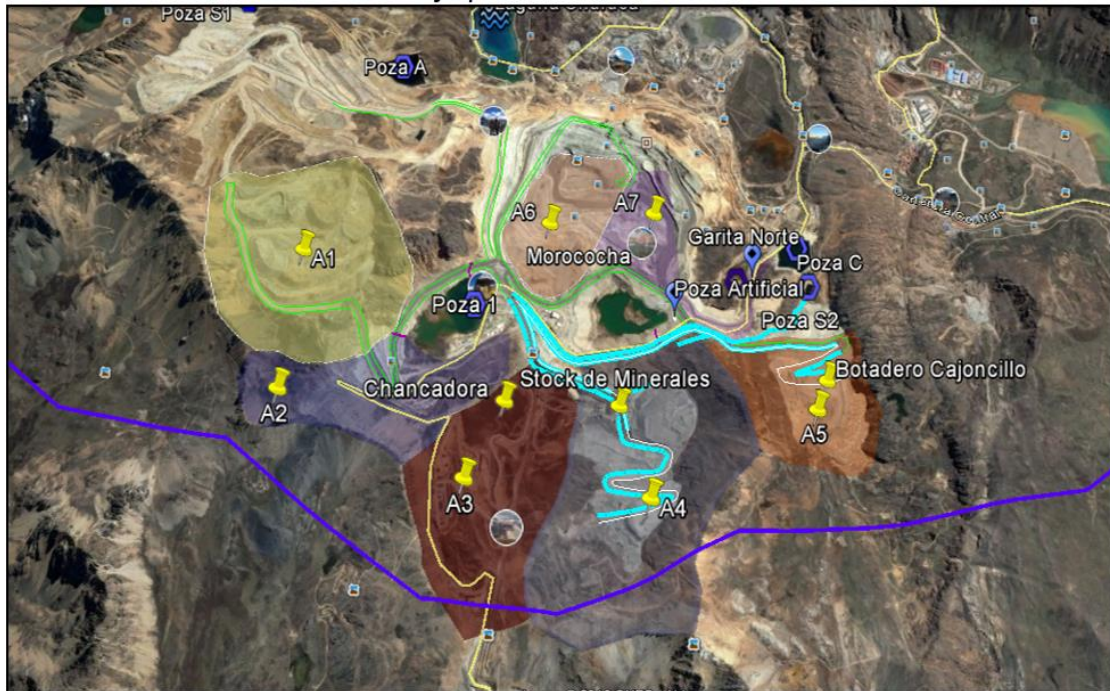 Poza S1
Poza A
A1
A6
A7
Morococha
Garita Norte
Poza C
Poza 1
Poza Artificial
Poza S2
Chancadora
Stock de Minerales
Botadero Cajoncillo
A2
A5
A3
A4